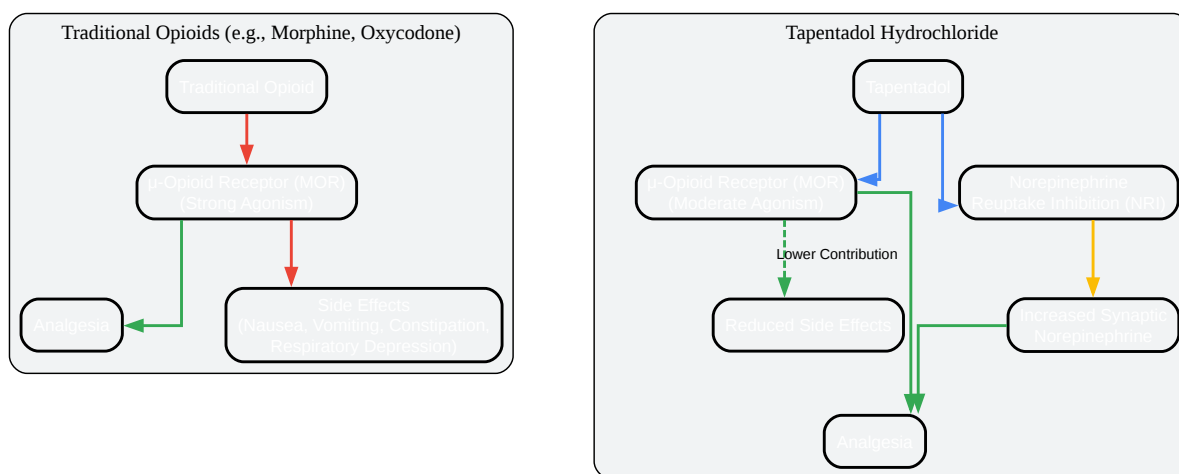 Traditional Opioids (e.g., Morphine, Oxycodone)
Traditional Opioid
μ-Opioid Receptor (MOR)
(Strong Agonism)
Analgesia
Side Effects
(Nausea, Vomiting, Constipation,
Respiratory Depression)
Tapentadol Hydrochloride
Tapentadol
μ-Opioid Receptor (MOR)
(Moderate Agonism)
Norepinephrine
Reuptake Inhibition (NRI)
Lower Contribution
Reduced Side Effects
Increased Synaptic
Norepinephrine
Analgesia